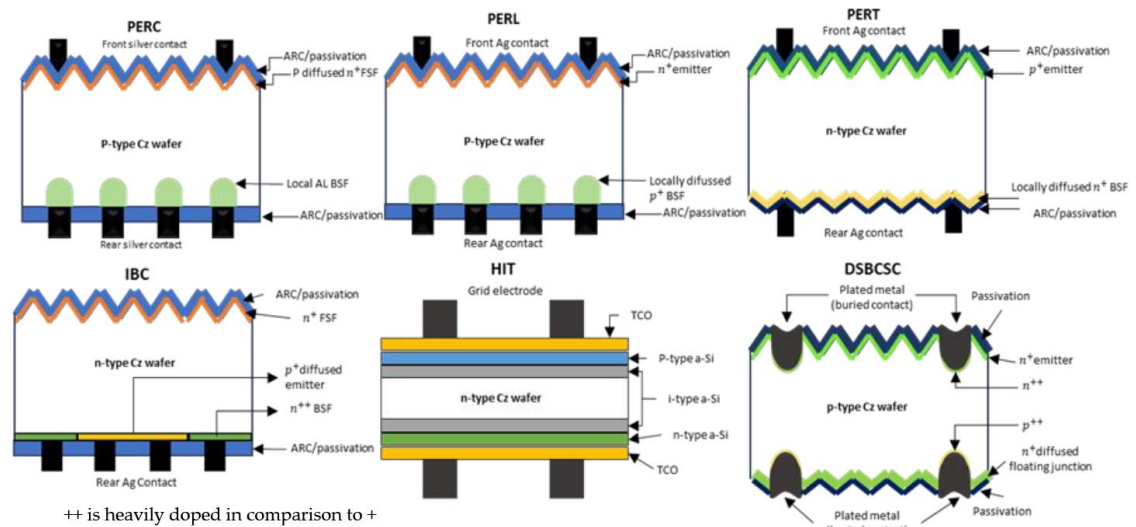 PERC
Front silver contact
ARC/passivation
P diffused n⁺FSF
P-type Cz wafer
Local AL BSF
ARC/passivation
Rear silver contact
PERL
Front Ag contact
ARC/passivation
n⁺emitter
P-type Cz wafer
Locally difussed
p⁺ BSF
ARC/passivation
Rear Ag contact
PERT
Front Ag contact
ARC/passivation
p⁺emitter
n-type Cz wafer
Locally diffused n⁺ BSF
ARC/passivation
Rear Ag contact
IBC
ARC/passivation
n⁺ FSF
n-type Cz wafer
p⁺diffused
emitter
n⁺⁺ BSF
ARC/passivation
Rear Ag Contact
HIT
Grid electrode
TCO
P-type a-Si
n-type Cz wafer
i-type a-Si
n-type a-Si
TCO
DSBCSC
Plated metal
(buried contact)
Passivation
n⁺emitter
n⁺⁺
p-type Cz wafer
p⁺⁺
n⁺diffused
floating junction
Passivation
Plated metal
++ is heavily doped in comparison to +